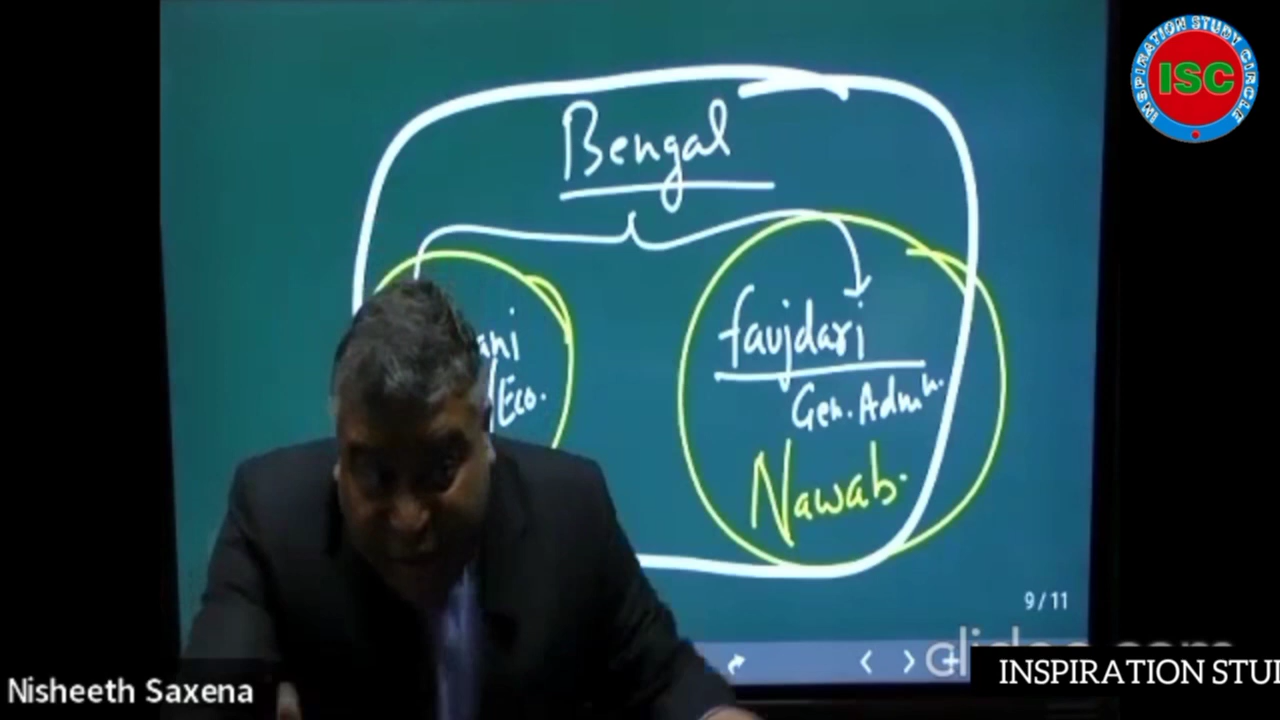 INSPIRATION STUDY CIRCLE
ISC
Bengal
ani
/Eco.
faujdari
Gen. Admn.
Nawab.
9/11
Nisheeth Saxena
INSPIRATION STU